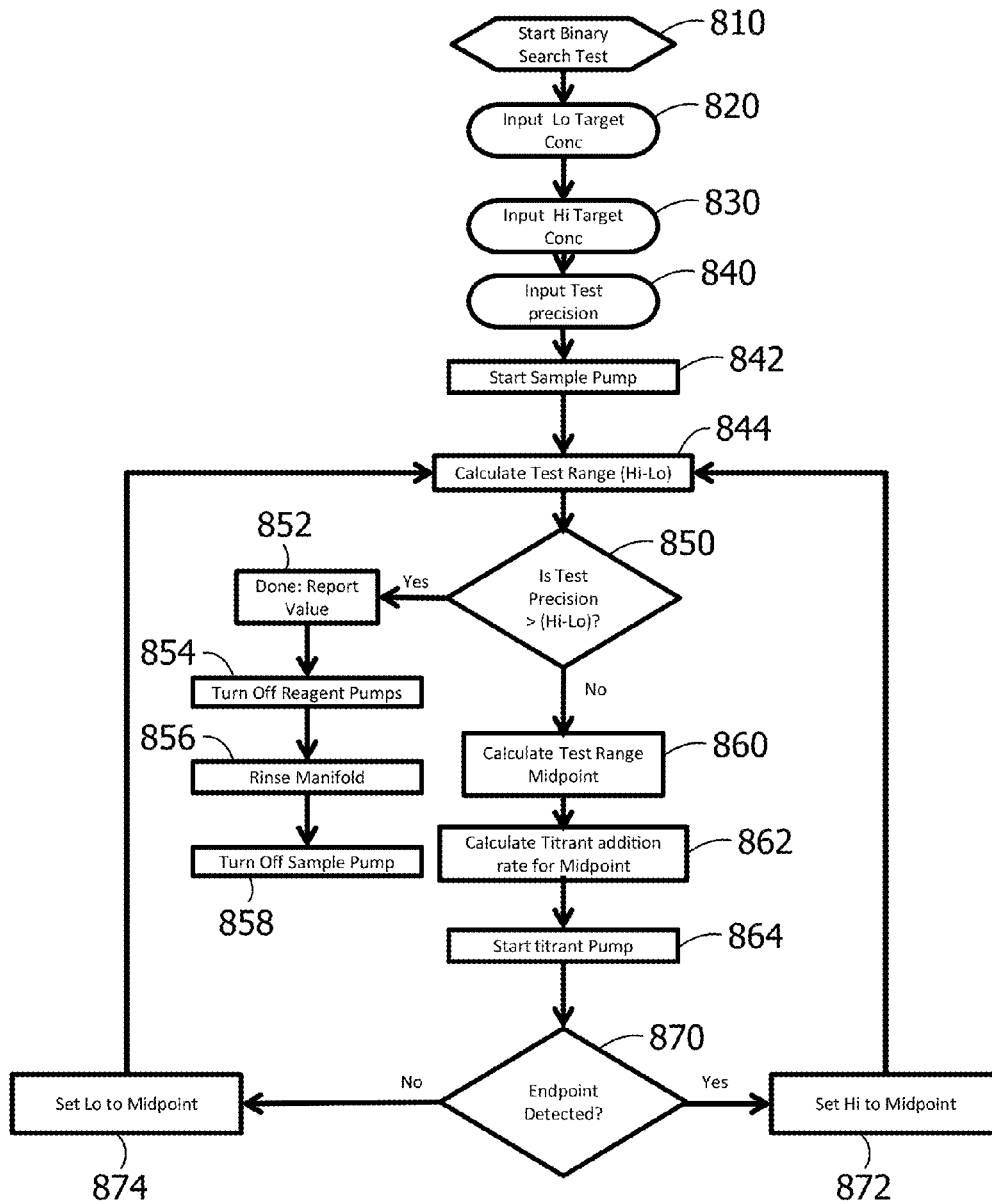 Start Binary
Search Test
810
Input Lo Target
Conc
820
Input Hi Target
Conc
830
Input Test
precision
840
Start Sample Pump
842
Calculate Test Range (Hi-Lo)
844
Is Test
Precision
> (Hi-Lo)?
850
Yes
Done: Report
Value
852
Turn Off Reagent Pumps
854
Rinse Manifold
856
Turn Off Sample Pump
858
No
Calculate Test Range
Midpoint
860
Calculate Titrant addition
rate for Midpoint
862
Start titrant Pump
864
Endpoint
Detected?
870
No
Set Lo to Midpoint
874
Yes
Set Hi to Midpoint
872